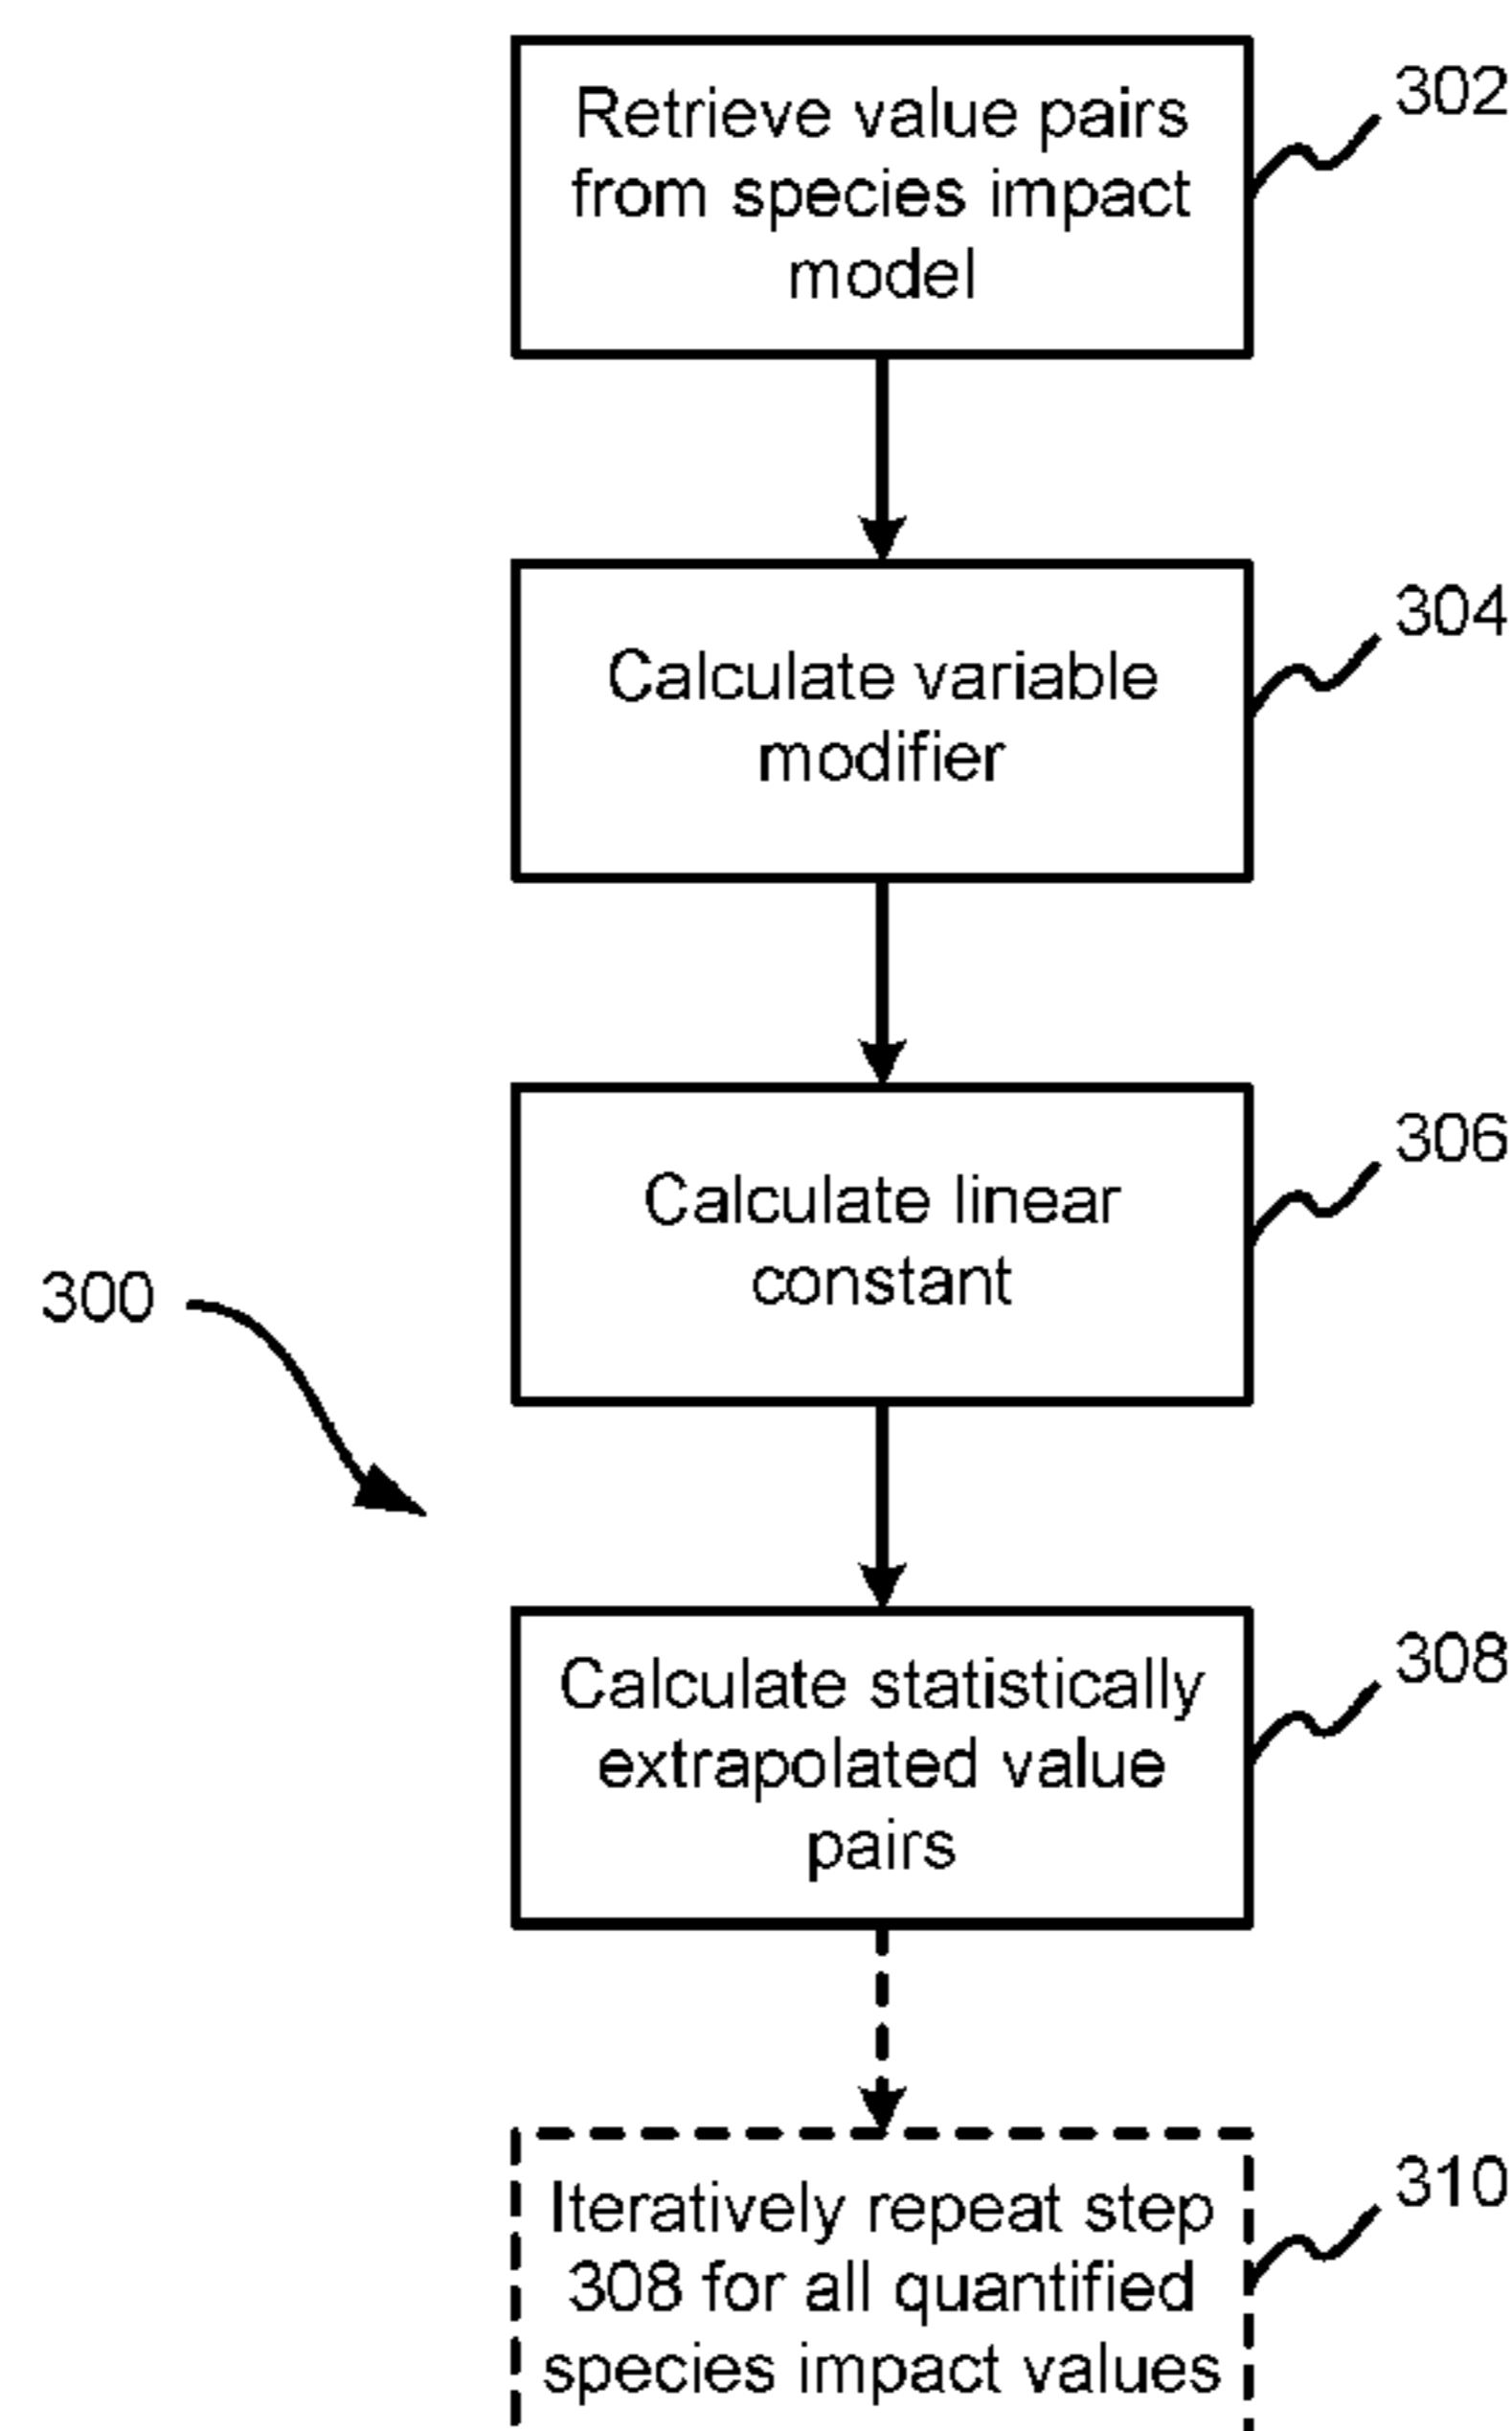 Retrieve value pairs
from species impact
model
302
Calculate variable
modifier
304
Calculate linear
constant
306
300
Calculate statistically
extrapolated value
pairs
308
Iteratively repeat step
308 for all quantified
species impact values
310